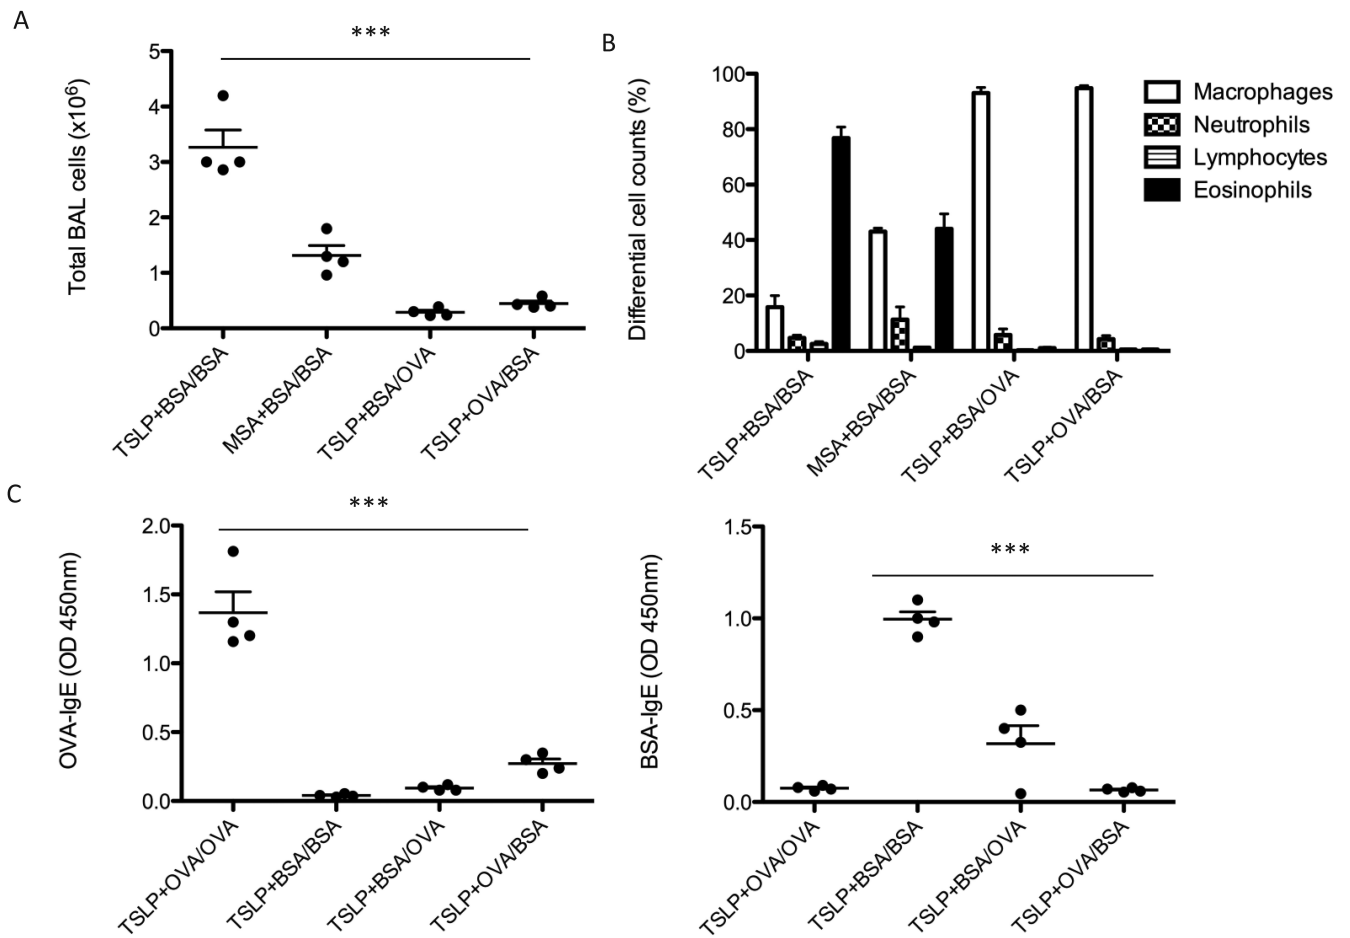 A
***
5
4
3
2
1
0
Total BAL cells (x10⁶)
TSLP+BSA/BSA
MSA+BSA/BSA
TSLP+BSA/OVA
TSLP+OVA/BSA
B
100
80
60
40
20
0
Differential cell counts (%)
TSLP+BSA/BSA
MSA+BSA/BSA
TSLP+BSA/OVA
TSLP+OVA/BSA
Macrophages
Neutrophils
Lymphocytes
Eosinophils
C
***
2.0
1.5
1.0
0.5
0.0
OVA-IgE (OD 450nm)
TSLP+OVA/OVA
TSLP+BSA/BSA
TSLP+BSA/OVA
TSLP+OVA/BSA
***
1.5
1.0
0.5
0.0
BSA-IgE (OD 450nm)
TSLP+OVA/OVA
TSLP+BSA/BSA
TSLP+BSA/OVA
TSLP+OVA/BSA